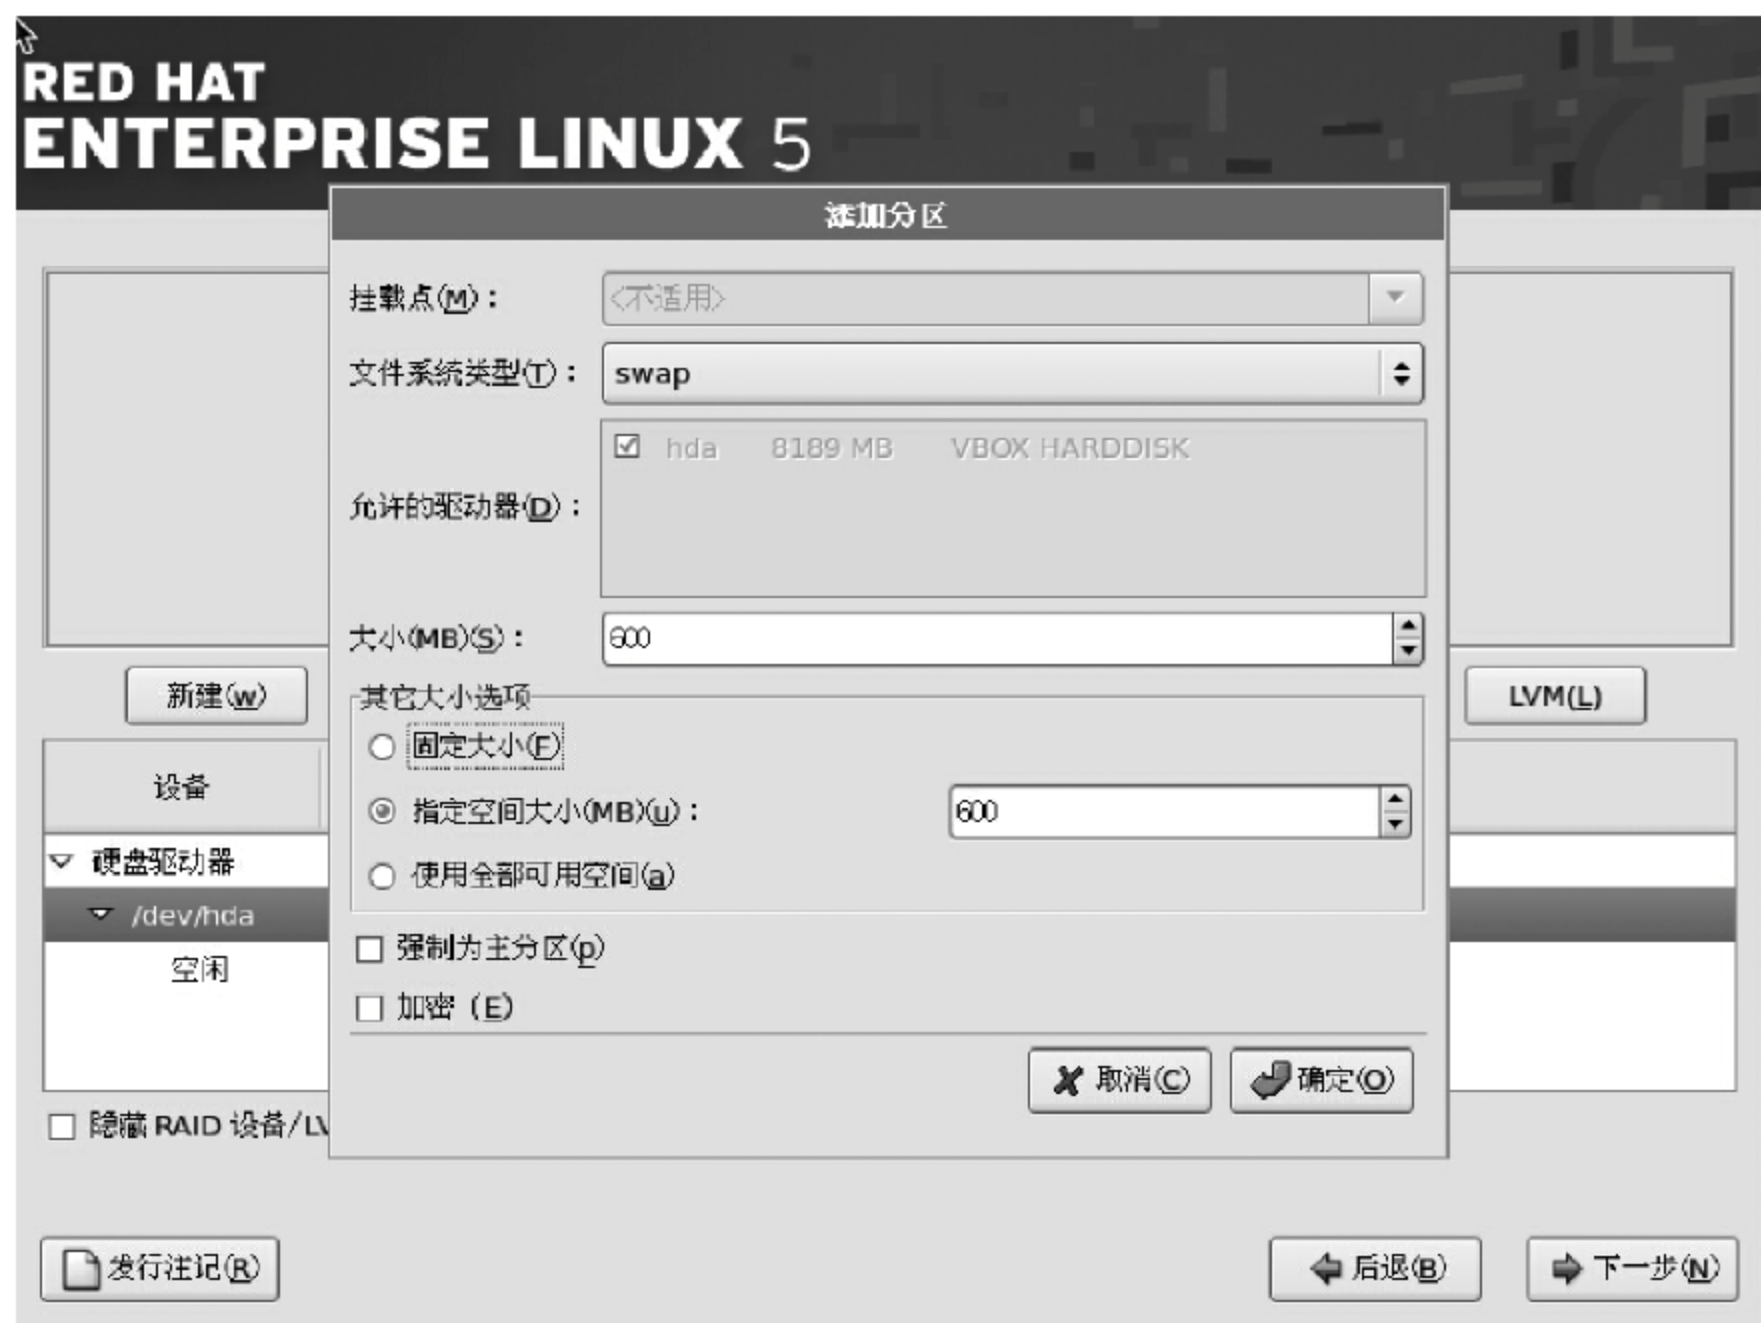 RED HAT
ENTERPRISE LINUX 5
添加分区
挂载点(M)： <不适用>
文件系统类型(T)： swap
hda 8189 MB VBOX HARDDISK
允许的驱动器(D)：
大小(MB)(S)： 600
新建(w) LVM(L)
其它大小选项
固定大小(F)
设备
指定空间大小(MB)(u)： 600
硬盘驱动器
使用全部可用空间(a)
/dev/hda
强制为主分区(p)
空闲
加密 (E)
取消(C) 确定(O)
隐藏 RAID 设备/LV
发行注记(R) 后退(B) 下一步(N)